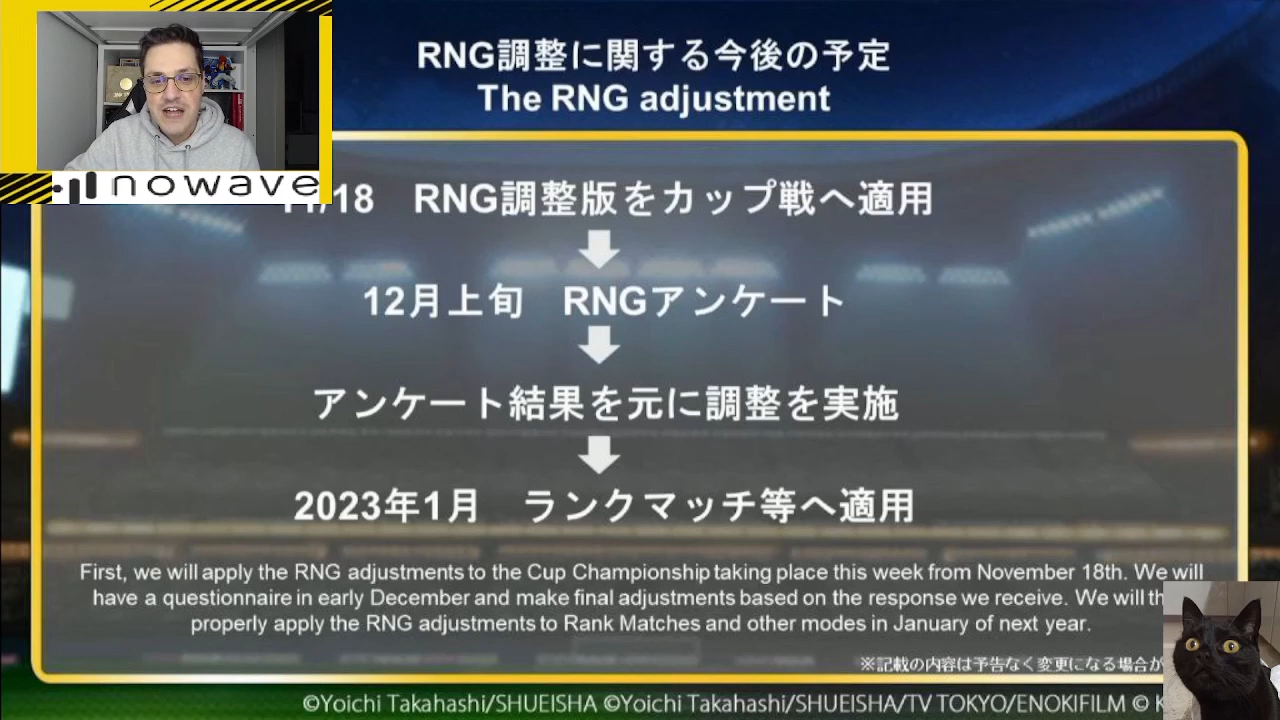 RNG調整に関する今後の予定
The RNG adjustment
nowave
11/18 RNG調整版をカップ戦へ適用
12月上旬 RNGアンケート
アンケート結果を元に調整を実施
2023年1月 ランクマッチ等へ適用
First, we will apply the RNG adjustments to the Cup Championship taking place this week from November 18th. We will
have a questionnaire in early December and make final adjustments based on the response we receive. We will
properly apply the RNG adjustments to Rank Matches and other modes in January of next year.
※記載の内容は予告なく変更になる場合が
©Yoichi Takahashi/SHUEISHA ©Yoichi Takahashi/SHUEISHA/TV TOKYO/ENOKIFILM ©